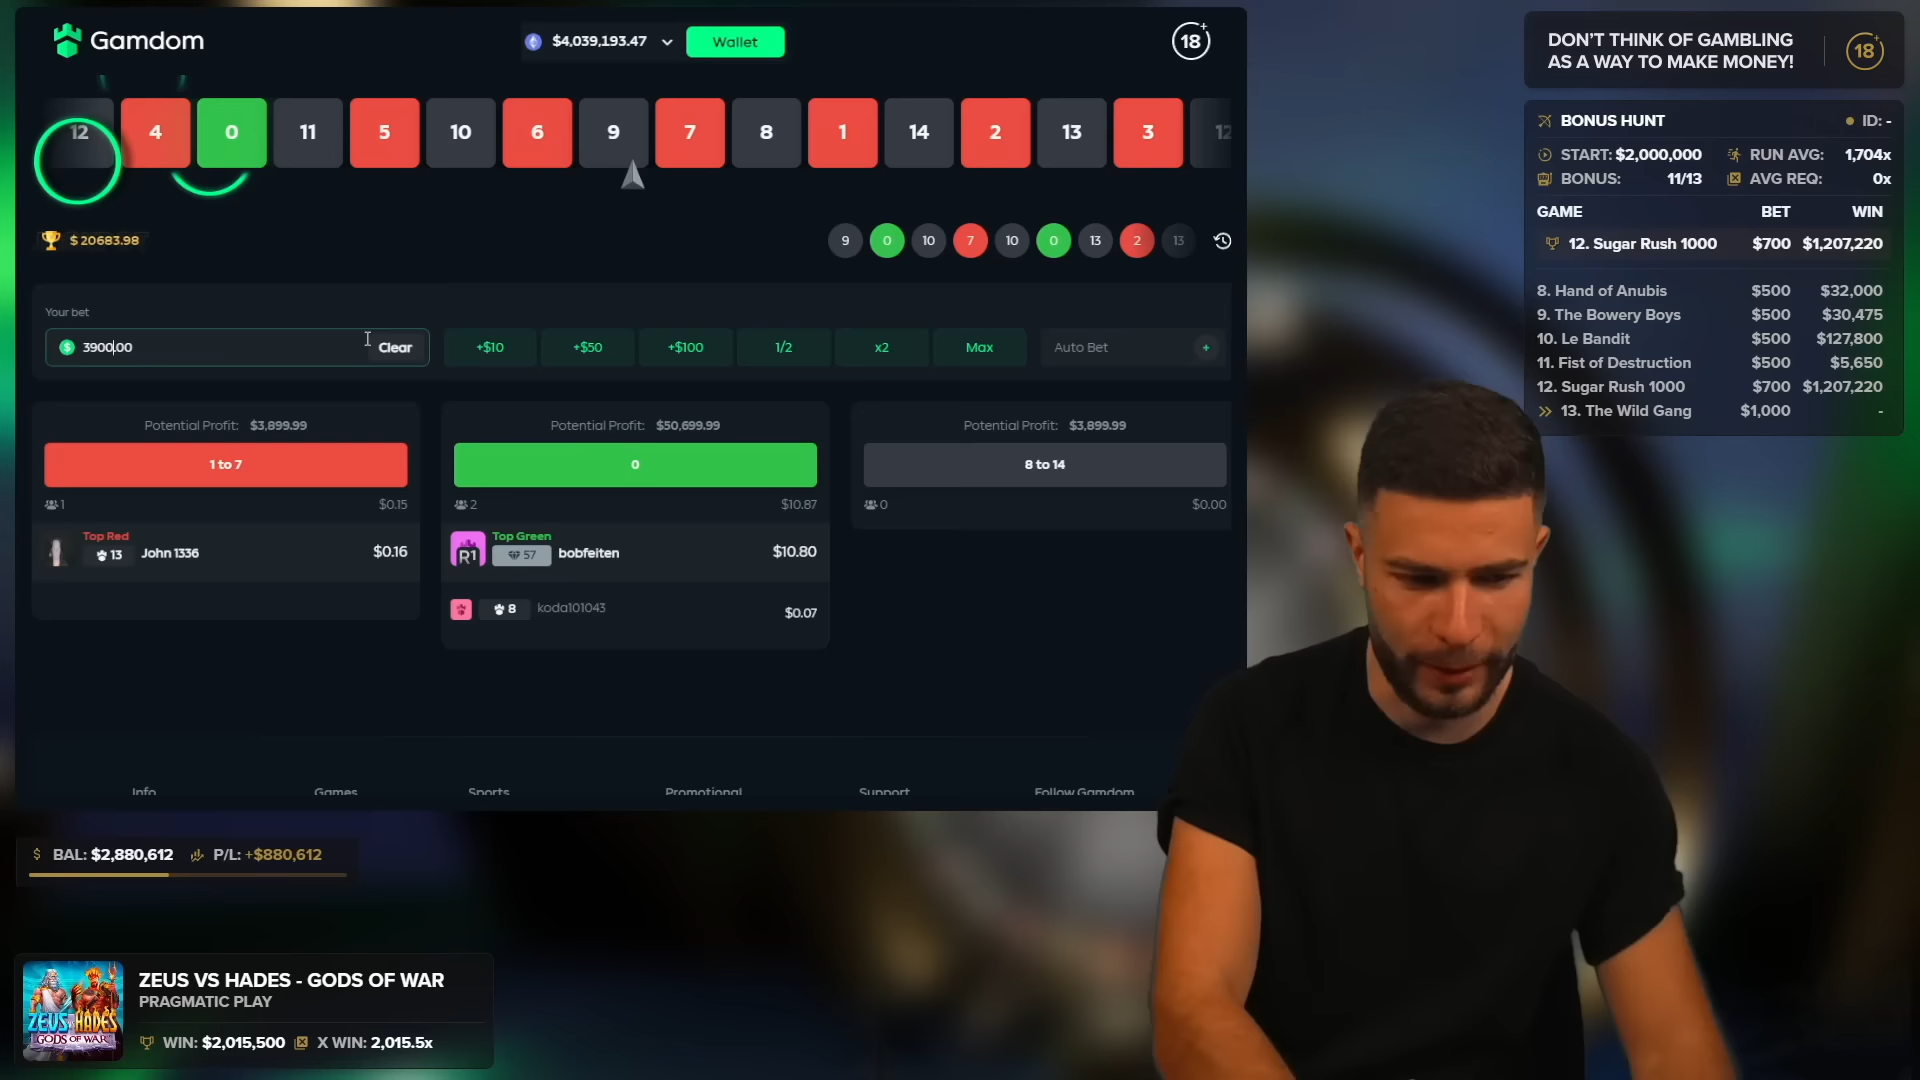 Gamdom
$4,039,193.47
Wallet
18+
12 4 0 11 5 10 6 9 7 8 1 14 2 13 3 12
$ 20683.98
9 0 10 7 10 0 13 2 13
Your bet
3900.00
Clear
+$10
+$50
+$100
1/2
x2
Max
Auto Bet
+
Potential Profit: $3,899.99
1 to 7
1
$0.15
Top Red
13 John 1336
$0.16
Potential Profit: $50,699.99
0
2
$10.87
R1
Top Green
57 bobfeiten
$10.80
8 koda101043
$0.07
Potential Profit: $3,899.99
8 to 14
0
$0.00
Info
Games
Sports
Promotional
Support
Follow Gamdom
DON'T THINK OF GAMBLING
AS A WAY TO MAKE MONEY!
18+
BONUS HUNT
ID: -
START: $2,000,000
RUN AVG: 1,704x
BONUS: 11/13
AVG REQ: 0x
GAME BET WIN
12. Sugar Rush 1000 $700 $1,207,220
8. Hand of Anubis $500 $32,000
9. The Bowery Boys $500 $30,475
10. Le Bandit $500 $127,800
11. Fist of Destruction $500 $5,650
12. Sugar Rush 1000 $700 $1,207,220
13. The Wild Gang $1,000 -
BAL: $2,880,612
P/L: +$880,612
ZEUS VS HADES
GODS OF WAR
ZEUS VS HADES - GODS OF WAR
PRAGMATIC PLAY
WIN: $2,015,500
X WIN: 2,015.5x